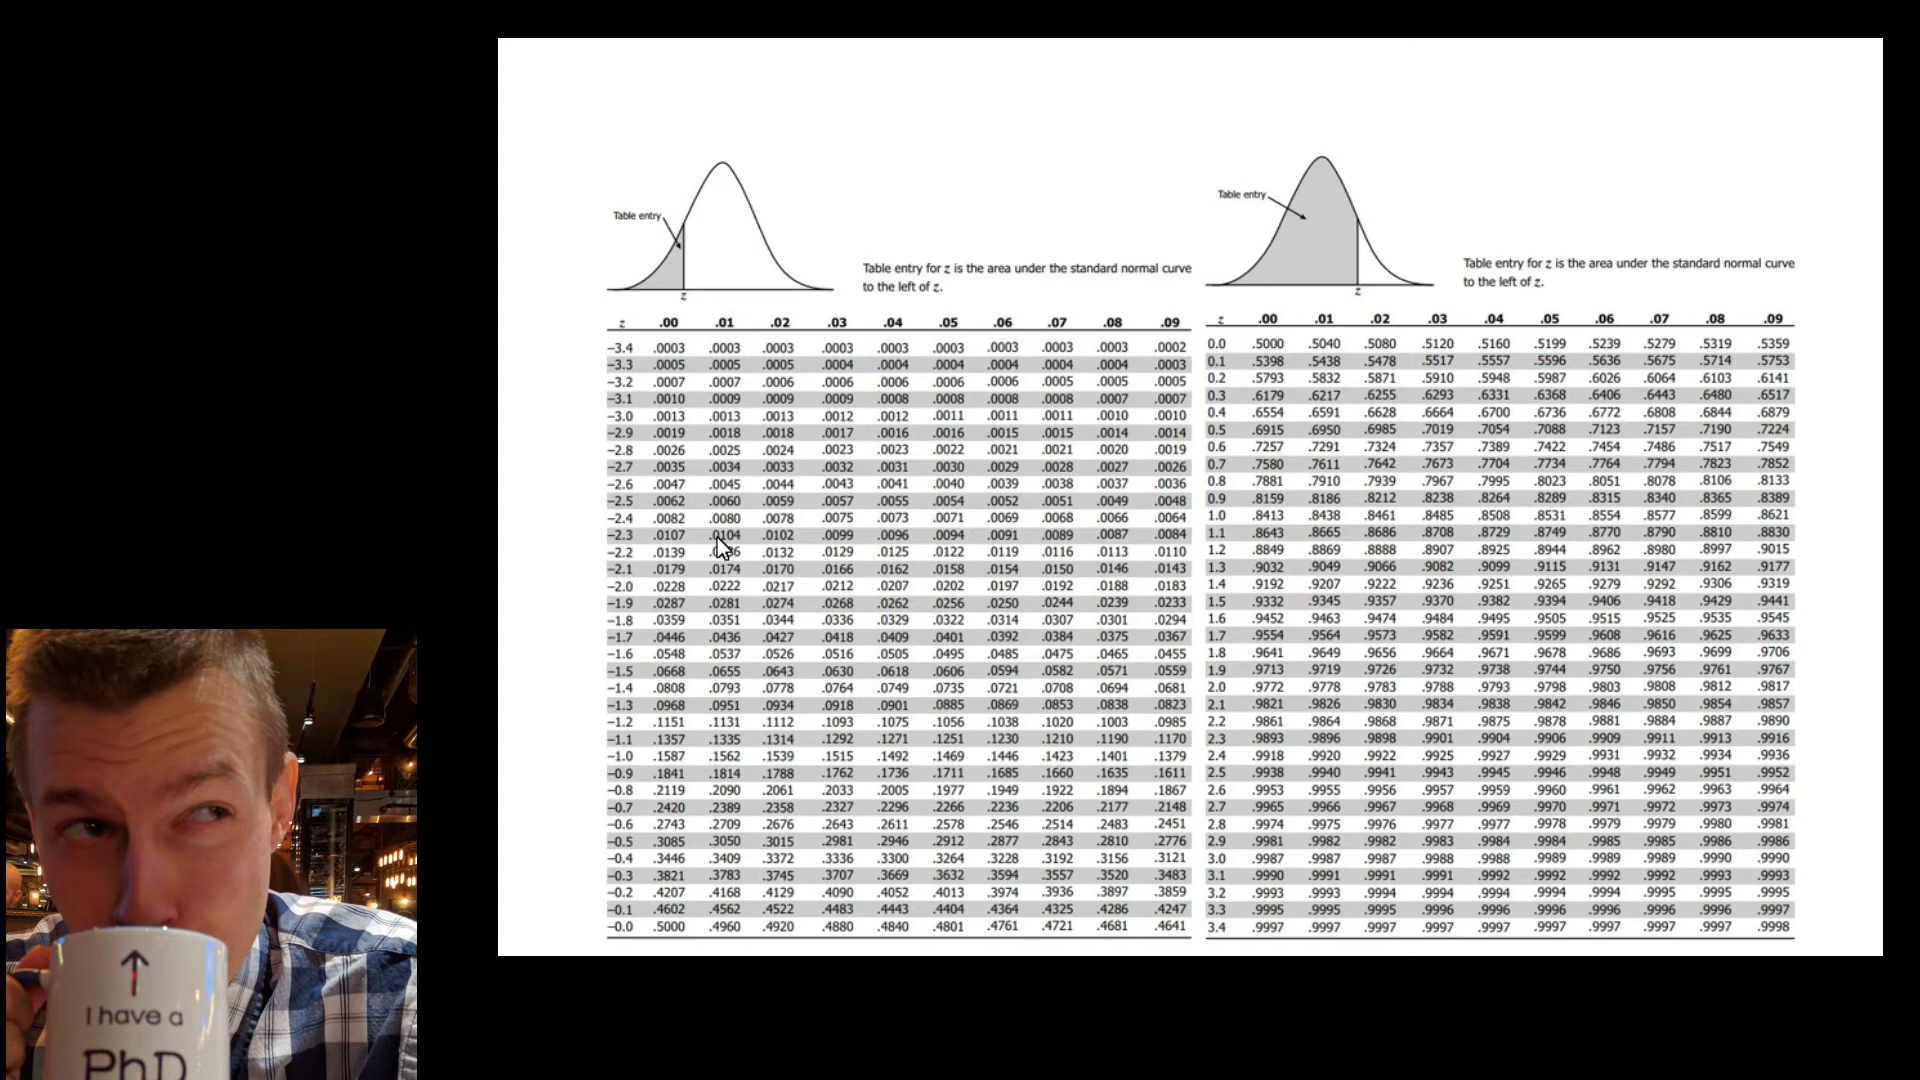 Table entry
z
Table entry for z is the area under the standard normal curve
to the left of z.
z .00 .01 .02 .03 .04 .05 .06 .07 .08 .09
−3.4 .0003 .0003 .0003 .0003 .0003 .0003 .0003 .0003 .0003 .0002
−3.3 .0005 .0005 .0005 .0004 .0004 .0004 .0004 .0004 .0004 .0003
−3.2 .0007 .0007 .0006 .0006 .0006 .0006 .0006 .0005 .0005 .0005
−3.1 .0010 .0009 .0009 .0009 .0008 .0008 .0008 .0008 .0007 .0007
−3.0 .0013 .0013 .0013 .0012 .0012 .0011 .0011 .0011 .0010 .0010
−2.9 .0019 .0018 .0018 .0017 .0016 .0016 .0015 .0015 .0014 .0014
−2.8 .0026 .0025 .0024 .0023 .0023 .0022 .0021 .0021 .0020 .0019
−2.7 .0035 .0034 .0033 .0032 .0031 .0030 .0029 .0028 .0027 .0026
−2.6 .0047 .0045 .0044 .0043 .0041 .0040 .0039 .0038 .0037 .0036
−2.5 .0062 .0060 .0059 .0057 .0055 .0054 .0052 .0051 .0049 .0048
−2.4 .0082 .0080 .0078 .0075 .0073 .0071 .0069 .0068 .0066 .0064
−2.3 .0107 .0104 .0102 .0099 .0096 .0094 .0091 .0089 .0087 .0084
−2.2 .0139 .0132 .0129 .0125 .0122 .0119 .0116 .0113 .0110
−2.1 .0179 .0174 .0170 .0166 .0162 .0158 .0154 .0150 .0146 .0143
−2.0 .0228 .0222 .0217 .0212 .0207 .0202 .0197 .0192 .0188 .0183
−1.9 .0287 .0281 .0274 .0268 .0262 .0256 .0250 .0244 .0239 .0233
−1.8 .0359 .0351 .0344 .0336 .0329 .0322 .0314 .0307 .0301 .0294
−1.7 .0446 .0436 .0427 .0418 .0409 .0401 .0392 .0384 .0375 .0367
−1.6 .0548 .0537 .0526 .0516 .0505 .0495 .0485 .0475 .0465 .0455
−1.5 .0668 .0655 .0643 .0630 .0618 .0606 .0594 .0582 .0571 .0559
−1.4 .0808 .0793 .0778 .0764 .0749 .0735 .0721 .0708 .0694 .0681
−1.3 .0968 .0951 .0934 .0918 .0901 .0885 .0869 .0853 .0838 .0823
−1.2 .1151 .1131 .1112 .1093 .1075 .1056 .1038 .1020 .1003 .0985
−1.1 .1357 .1335 .1314 .1292 .1271 .1251 .1230 .1210 .1190 .1170
−1.0 .1587 .1562 .1539 .1515 .1492 .1469 .1446 .1423 .1401 .1379
−0.9 .1841 .1814 .1788 .1762 .1736 .1711 .1685 .1660 .1635 .1611
−0.8 .2119 .2090 .2061 .2033 .2005 .1977 .1949 .1922 .1894 .1867
−0.7 .2420 .2389 .2358 .2327 .2296 .2266 .2236 .2206 .2177 .2148
−0.6 .2743 .2709 .2676 .2643 .2611 .2578 .2546 .2514 .2483 .2451
−0.5 .3085 .3050 .3015 .2981 .2946 .2912 .2877 .2843 .2810 .2776
−0.4 .3446 .3409 .3372 .3336 .3300 .3264 .3228 .3192 .3156 .3121
−0.3 .3821 .3783 .3745 .3707 .3669 .3632 .3594 .3557 .3520 .3483
−0.2 .4207 .4168 .4129 .4090 .4052 .4013 .3974 .3936 .3897 .3859
−0.1 .4602 .4562 .4522 .4483 .4443 .4404 .4364 .4325 .4286 .4247
−0.0 .5000 .4960 .4920 .4880 .4840 .4801 .4761 .4721 .4681 .4641
Table entry
z
Table entry for z is the area under the standard normal curve
to the left of z.
z .00 .01 .02 .03 .04 .05 .06 .07 .08 .09
0.0 .5000 .5040 .5080 .5120 .5160 .5199 .5239 .5279 .5319 .5359
0.1 .5398 .5438 .5478 .5517 .5557 .5596 .5636 .5675 .5714 .5753
0.2 .5793 .5832 .5871 .5910 .5948 .5987 .6026 .6064 .6103 .6141
0.3 .6179 .6217 .6255 .6293 .6331 .6368 .6406 .6443 .6480 .6517
0.4 .6554 .6591 .6628 .6664 .6700 .6736 .6772 .6808 .6844 .6879
0.5 .6915 .6950 .6985 .7019 .7054 .7088 .7123 .7157 .7190 .7224
0.6 .7257 .7291 .7324 .7357 .7389 .7422 .7454 .7486 .7517 .7549
0.7 .7580 .7611 .7642 .7673 .7704 .7734 .7764 .7794 .7823 .7852
0.8 .7881 .7910 .7939 .7967 .7995 .8023 .8051 .8078 .8106 .8133
0.9 .8159 .8186 .8212 .8238 .8264 .8289 .8315 .8340 .8365 .8389
1.0 .8413 .8438 .8461 .8485 .8508 .8531 .8554 .8577 .8599 .8621
1.1 .8643 .8665 .8686 .8708 .8729 .8749 .8770 .8790 .8810 .8830
1.2 .8849 .8869 .8888 .8907 .8925 .8944 .8962 .8980 .8997 .9015
1.3 .9032 .9049 .9066 .9082 .9099 .9115 .9131 .9147 .9162 .9177
1.4 .9192 .9207 .9222 .9236 .9251 .9265 .9279 .9292 .9306 .9319
1.5 .9332 .9345 .9357 .9370 .9382 .9394 .9406 .9418 .9429 .9441
1.6 .9452 .9463 .9474 .9484 .9495 .9505 .9515 .9525 .9535 .9545
1.7 .9554 .9564 .9573 .9582 .9591 .9599 .9608 .9616 .9625 .9633
1.8 .9641 .9649 .9656 .9664 .9671 .9678 .9686 .9693 .9699 .9706
1.9 .9713 .9719 .9726 .9732 .9738 .9744 .9750 .9756 .9761 .9767
2.0 .9772 .9778 .9783 .9788 .9793 .9798 .9803 .9808 .9812 .9817
2.1 .9821 .9826 .9830 .9834 .9838 .9842 .9846 .9850 .9854 .9857
2.2 .9861 .9864 .9868 .9871 .9875 .9878 .9881 .9884 .9887 .9890
2.3 .9893 .9896 .9898 .9901 .9904 .9906 .9909 .9911 .9913 .9916
2.4 .9918 .9920 .9922 .9925 .9927 .9929 .9931 .9932 .9934 .9936
2.5 .9938 .9940 .9941 .9943 .9945 .9946 .9948 .9949 .9951 .9952
2.6 .9953 .9955 .9956 .9957 .9959 .9960 .9961 .9962 .9963 .9964
2.7 .9965 .9966 .9967 .9968 .9969 .9970 .9971 .9972 .9973 .9974
2.8 .9974 .9975 .9976 .9977 .9977 .9978 .9979 .9979 .9980 .9981
2.9 .9981 .9982 .9982 .9983 .9984 .9984 .9985 .9985 .9986 .9986
3.0 .9987 .9987 .9987 .9988 .9988 .9989 .9989 .9989 .9990 .9990
3.1 .9990 .9991 .9991 .9991 .9992 .9992 .9992 .9992 .9993 .9993
3.2 .9993 .9993 .9994 .9994 .9994 .9994 .9994 .9995 .9995 .9995
3.3 .9995 .9995 .9995 .9996 .9996 .9996 .9996 .9996 .9996 .9997
3.4 .9997 .9997 .9997 .9997 .9997 .9997 .9997 .9997 .9997 .9998
I have a
PhD